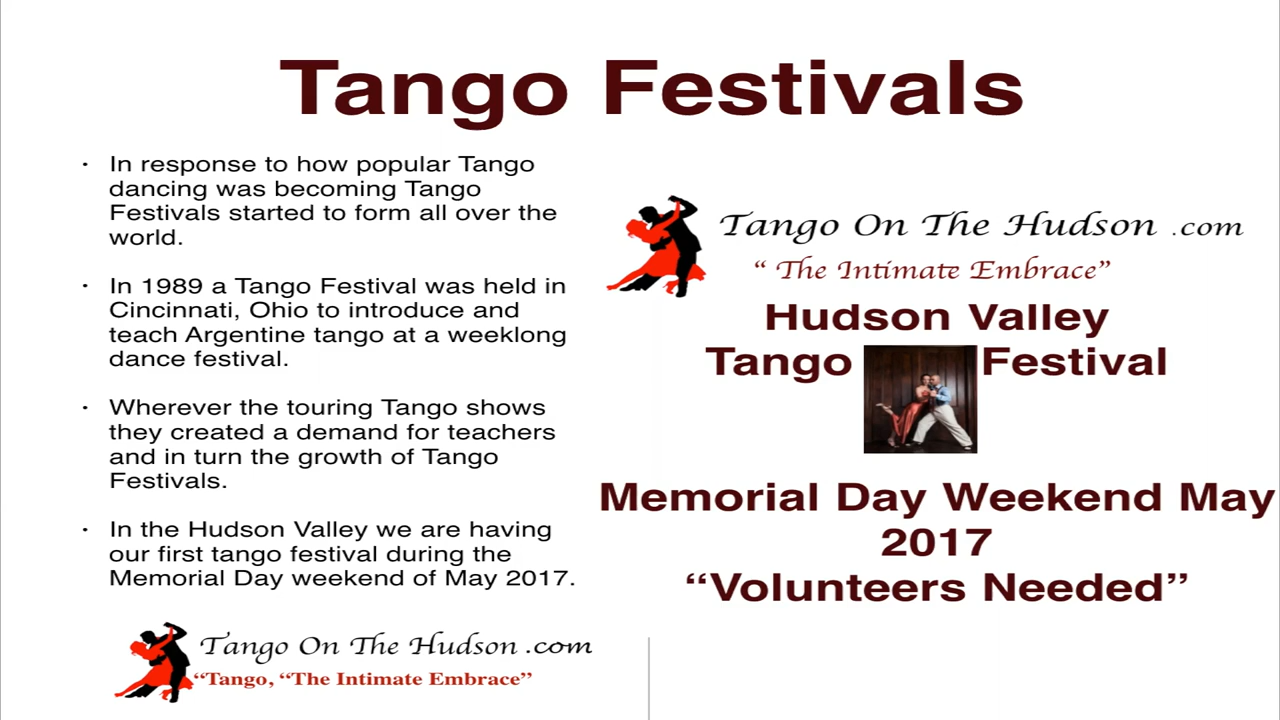 Tango Festivals
· In response to how popular Tango
dancing was becoming Tango
Festivals started to form all over the
world.
· In 1989 a Tango Festival was held in
Cincinnati, Ohio to introduce and
teach Argentine tango at a weeklong
dance festival.
· Wherever the touring Tango shows
they created a demand for teachers
and in turn the growth of Tango
Festivals.
· In the Hudson Valley we are having
our first tango festival during the
Memorial Day weekend of May 2017.
Tango On The Hudson .com
“Tango, “The Intimate Embrace”
Tango On The Hudson .com
“ The Intimate Embrace”
Hudson Valley
Tango Festival
Memorial Day Weekend May
2017
“Volunteers Needed”